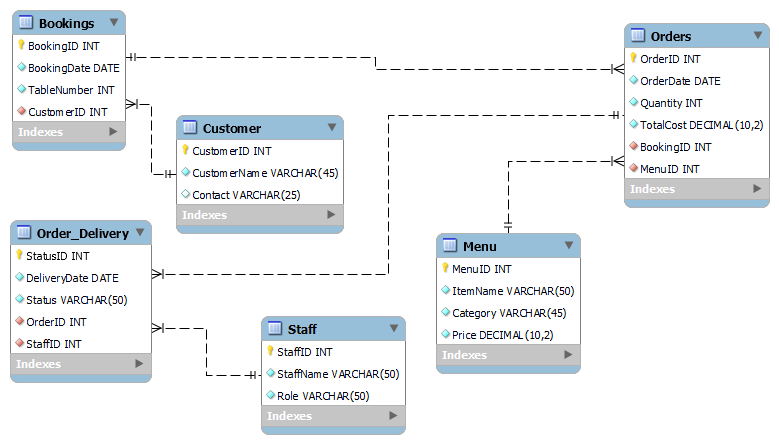 Bookings
BookingID INT
BookingDate DATE
TableNumber INT
CustomerID INT
Indexes
Customer
CustomerID INT
CustomerName VARCHAR(45)
Contact VARCHAR(25)
Indexes
Orders
OrderID INT
OrderDate DATE
Quantity INT
TotalCost DECIMAL(10,2)
BookingID INT
MenuID INT
Indexes
Order_Delivery
StatusID INT
DeliveryDate DATE
Status VARCHAR(50)
OrderID INT
StaffID INT
Indexes
Staff
StaffID INT
StaffName VARCHAR(50)
Role VARCHAR(50)
Indexes
Menu
MenuID INT
ItemName VARCHAR(50)
Category VARCHAR(45)
Price DECIMAL(10,2)
Indexes